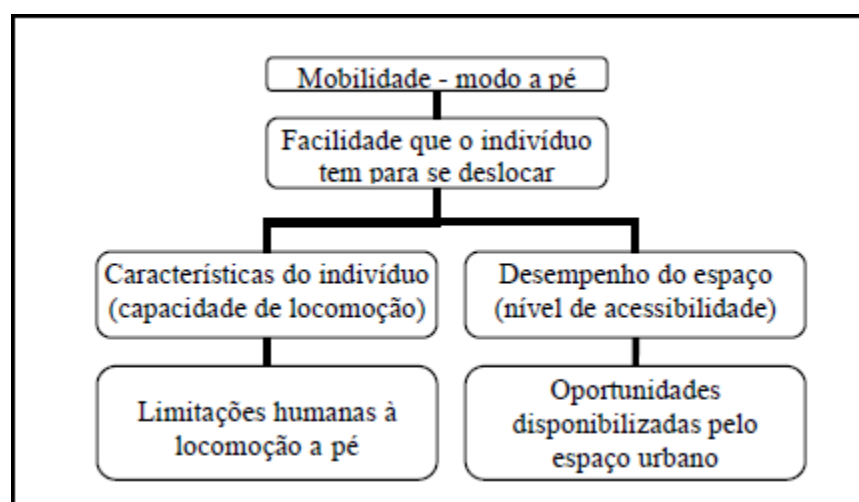 Mobilidade - modo a pé
Facilidade que o indivíduo
tem para se deslocar
Características do indivíduo
(capacidade de locomoção)
Desempenho do espaço
(nível de acessibilidade)
Limitações humanas à
locomoção a pé
Oportunidades
disponibilizadas pelo
espaço urbano